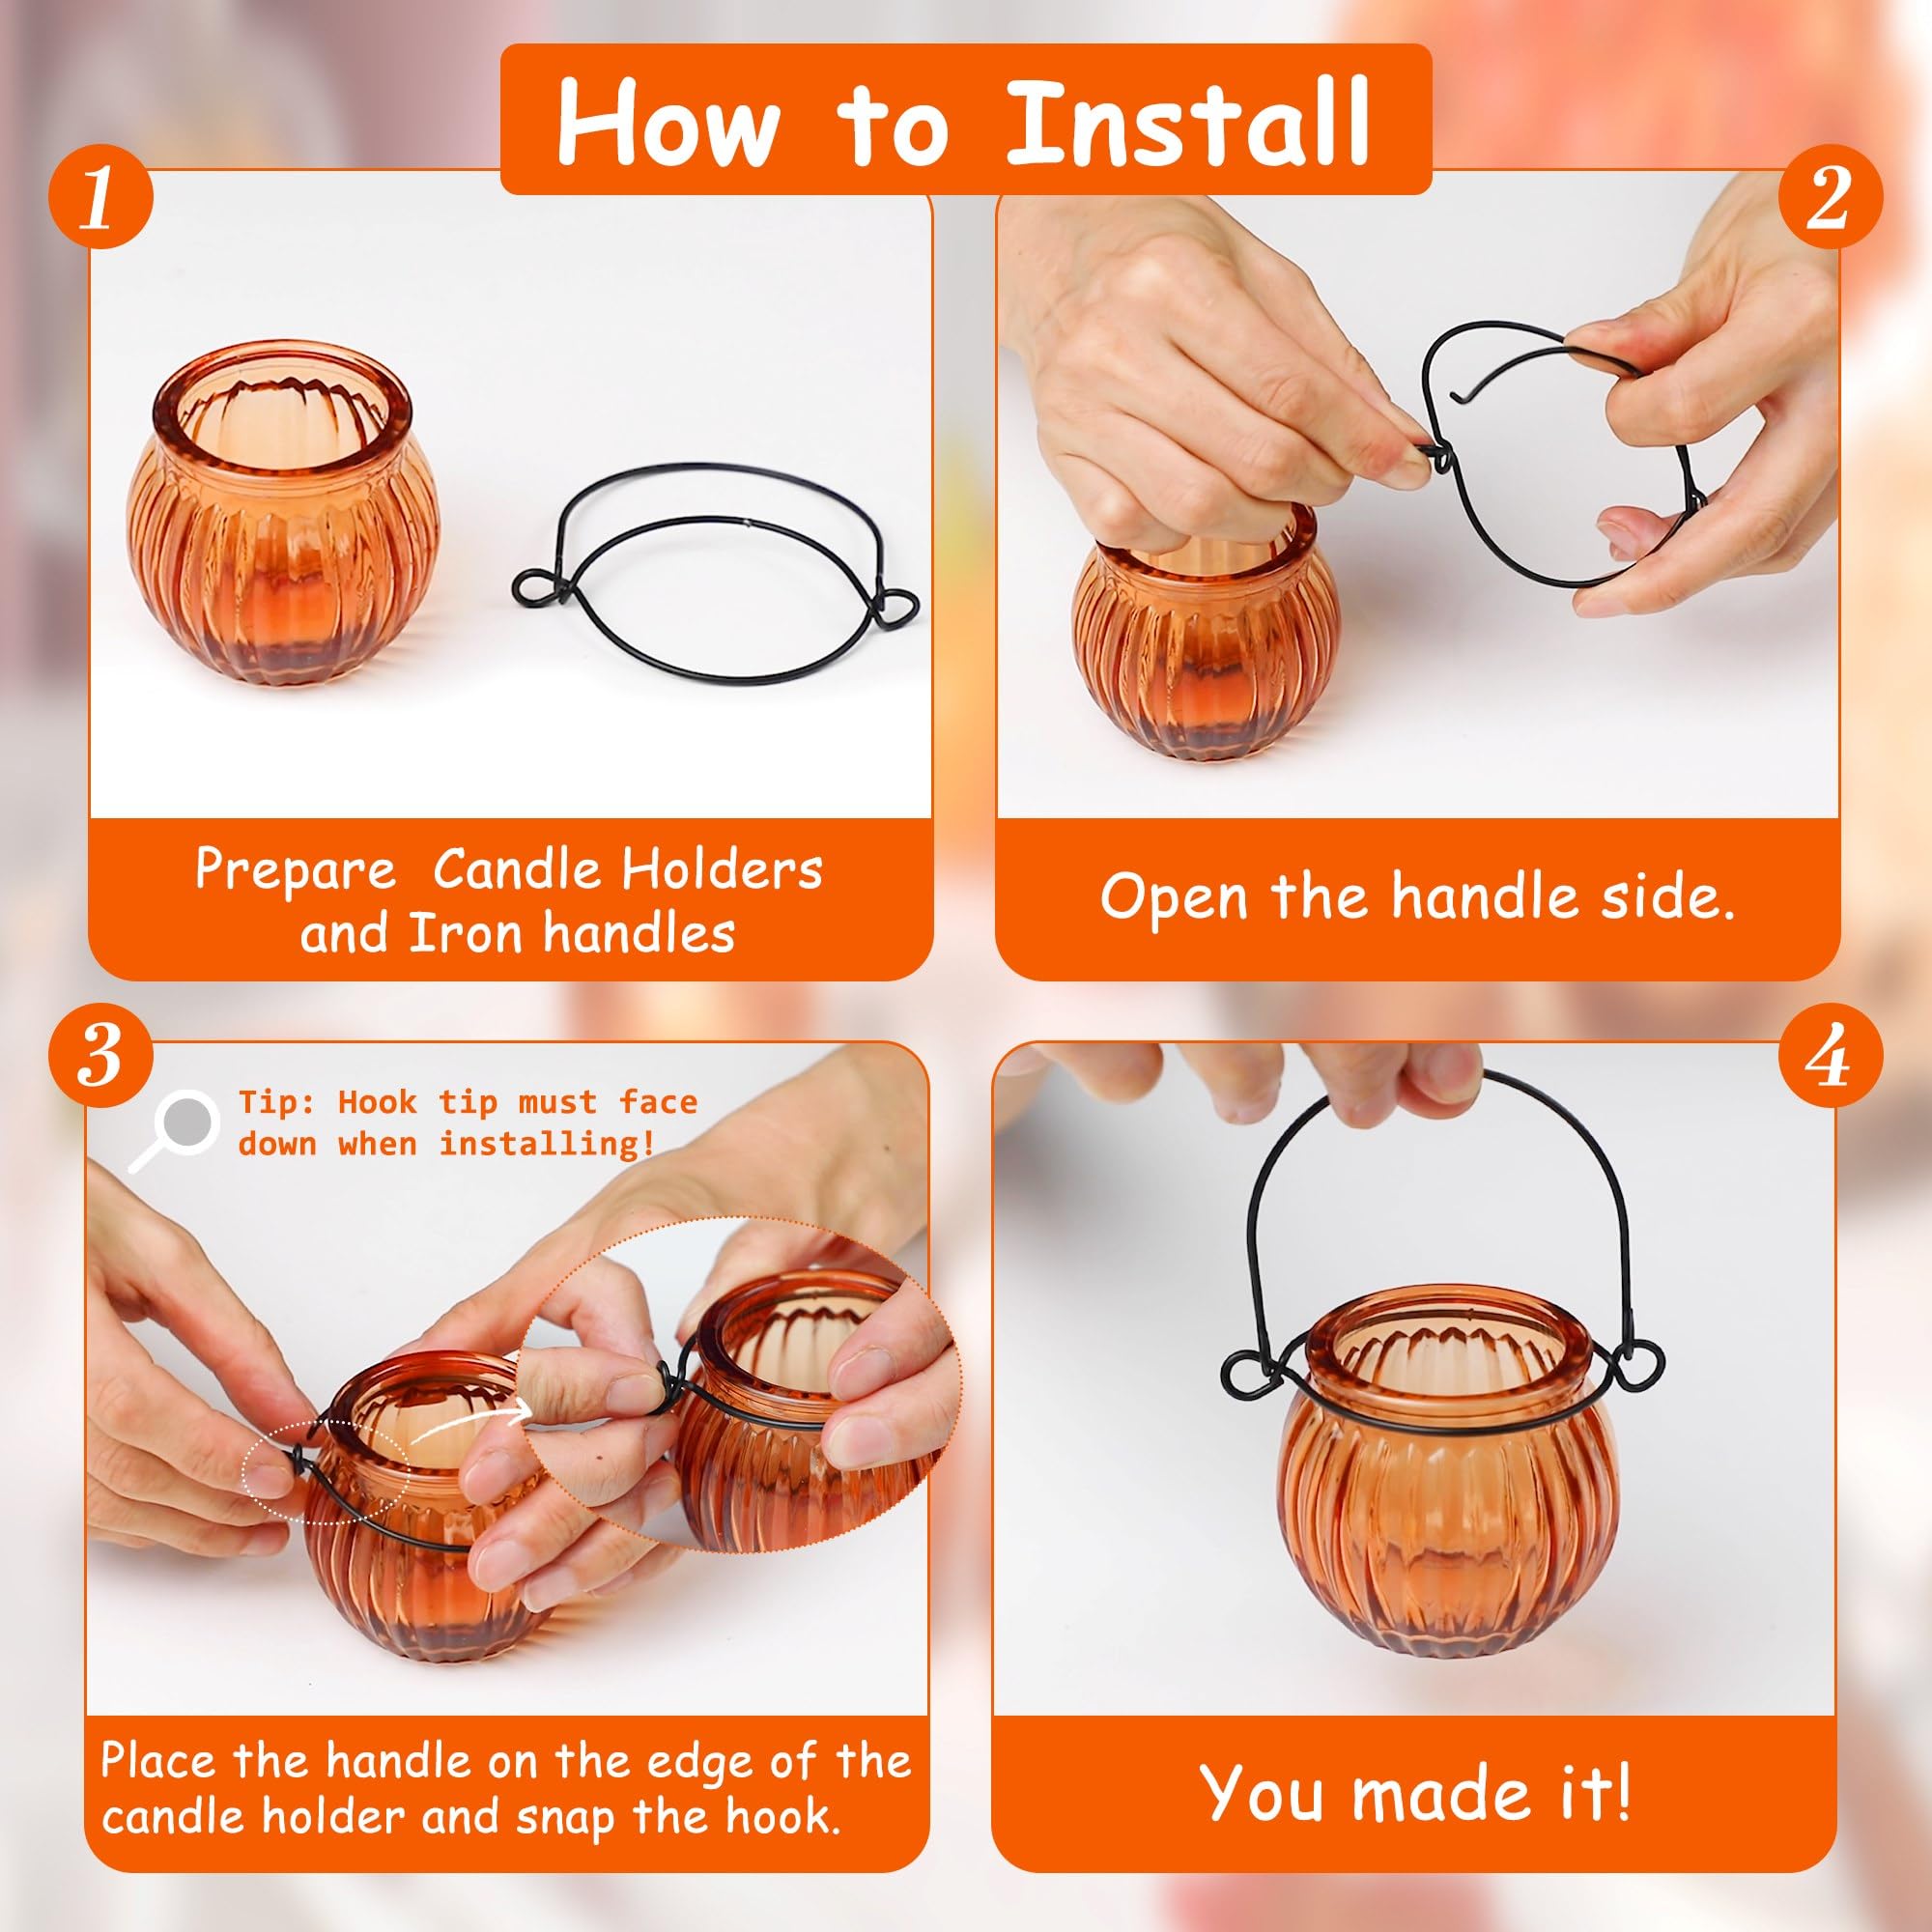 How to Install
1
2
Prepare Candle Holders
and Iron handles
Open the handle side.
3
Tip: Hook tip must face
down when installing!
4
Place the handle on the edge of the
candle holder and snap the hook.
You made it!